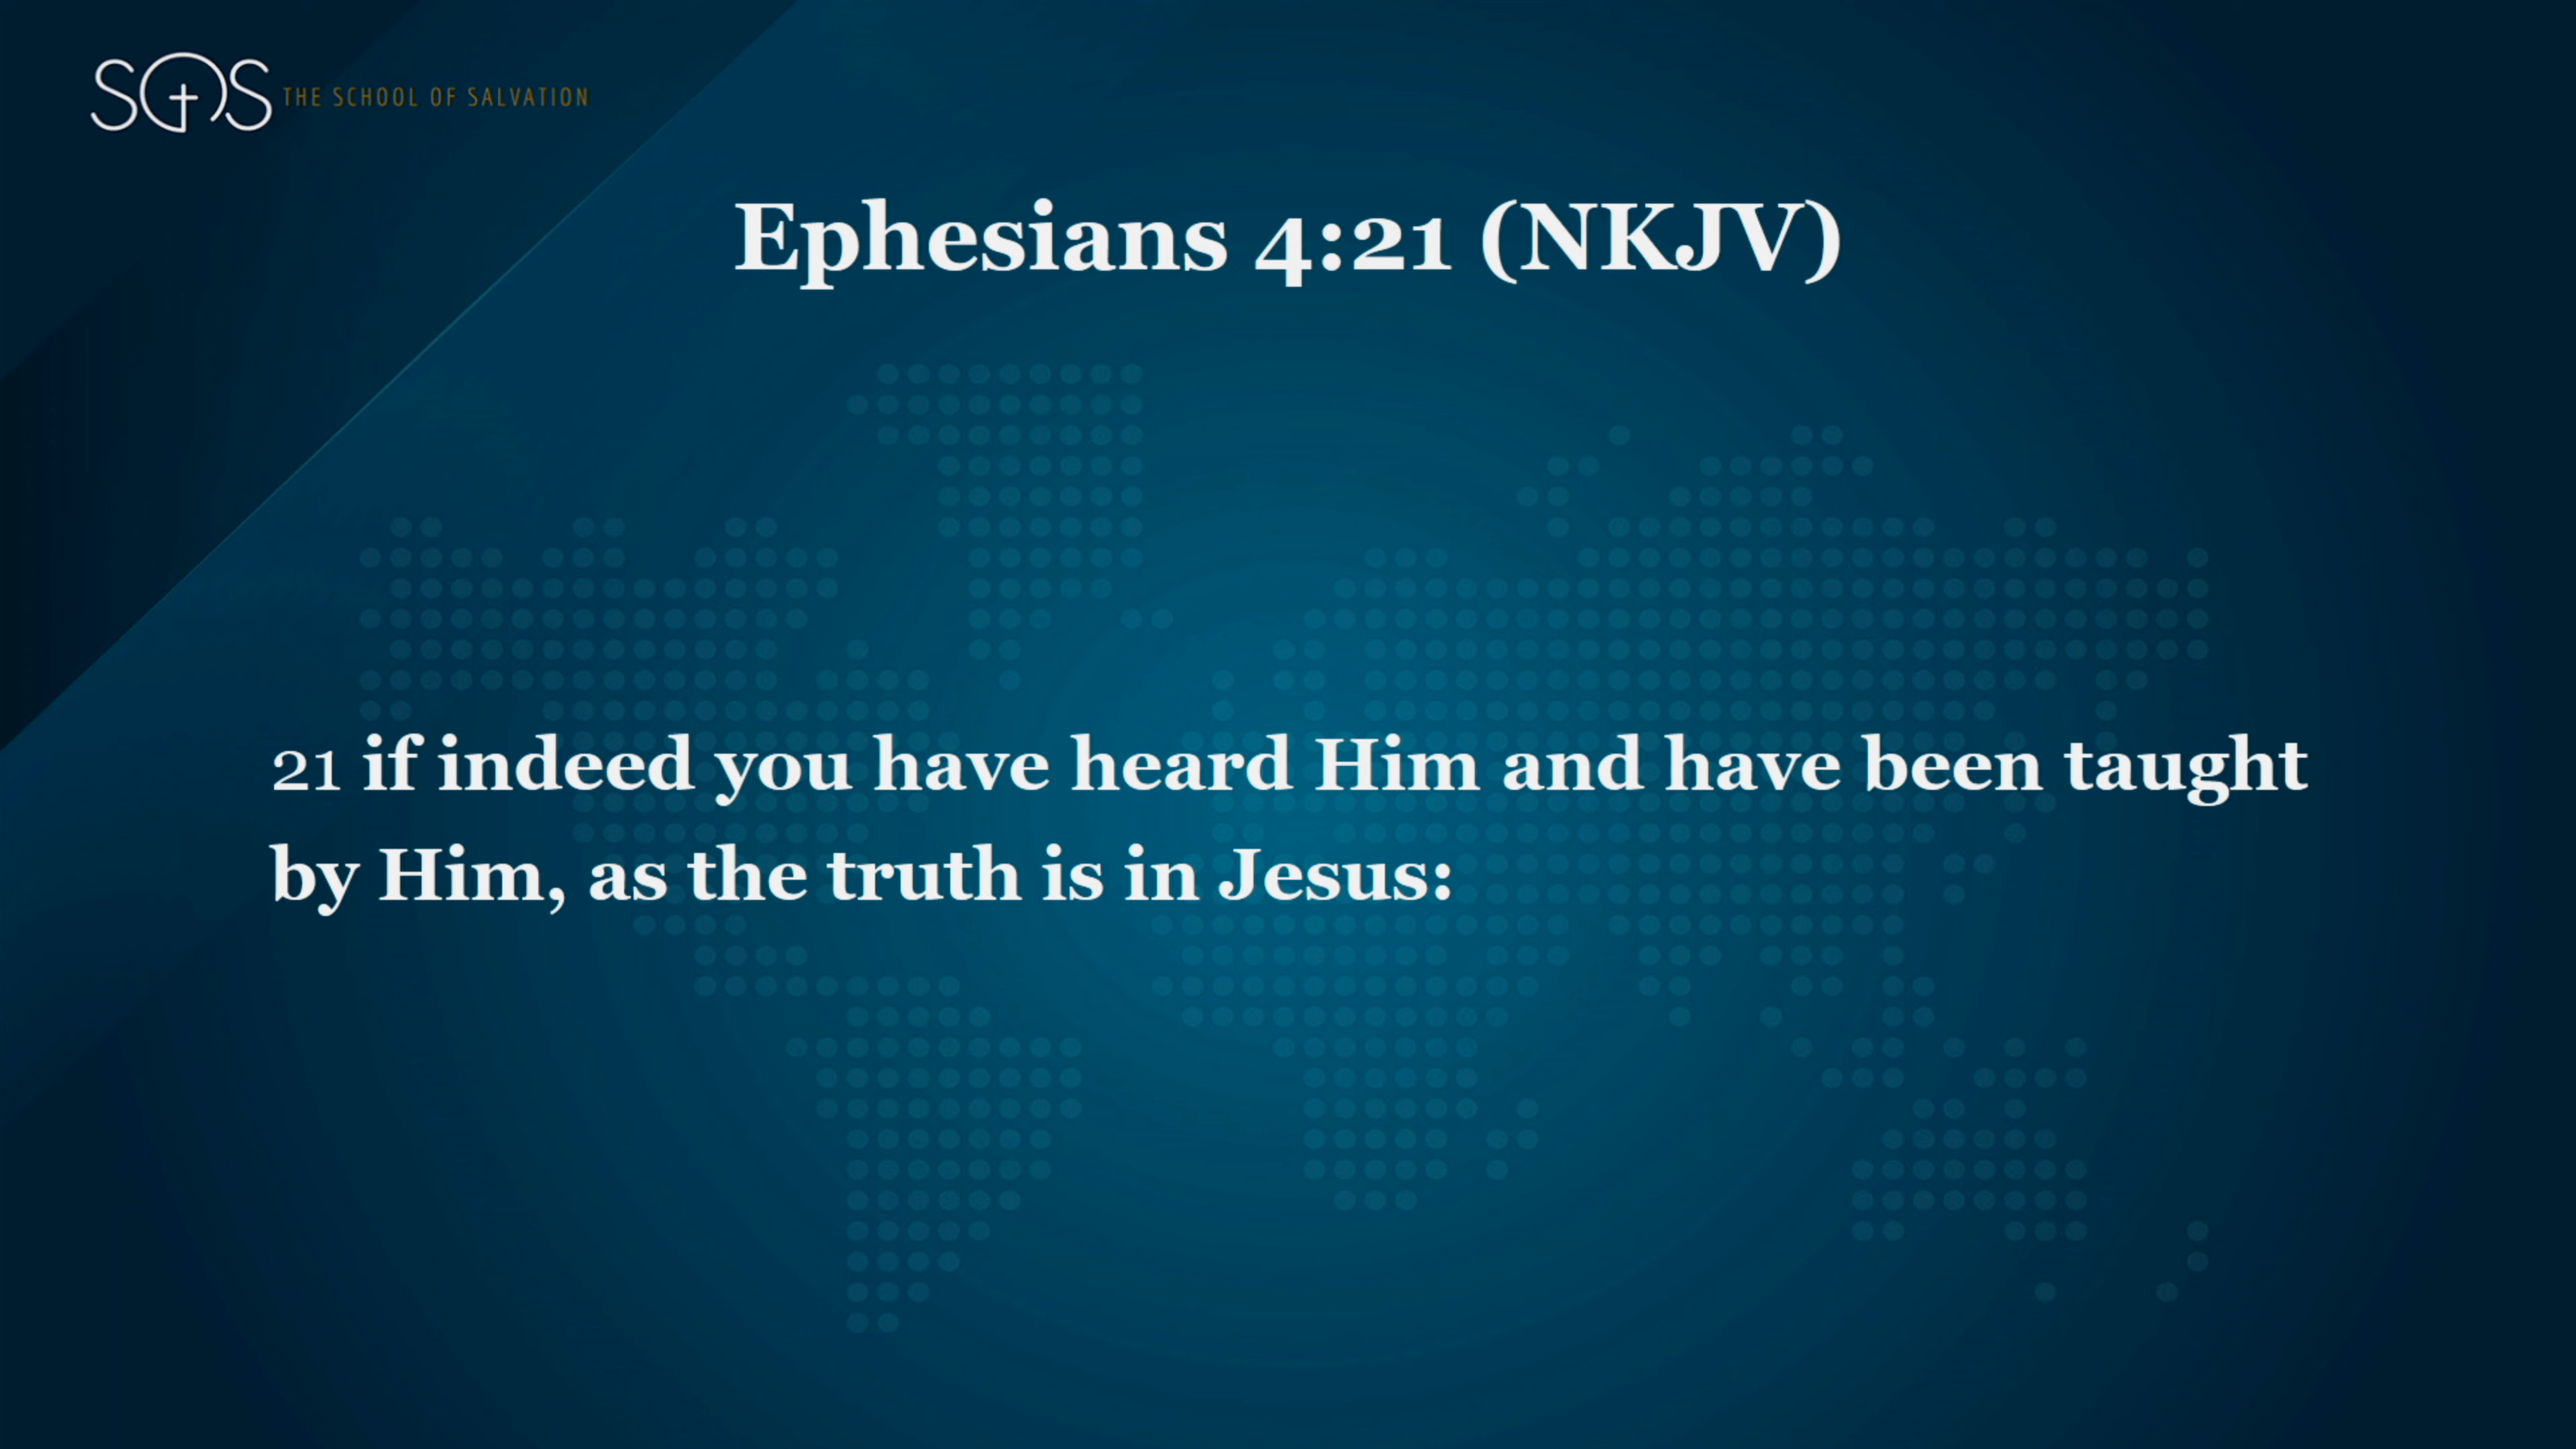 SOS THE SCHOOL OF SALVATION
Ephesians 4:21 (NKJV)
21 if indeed you have heard Him and have been taught
by Him, as the truth is in Jesus: